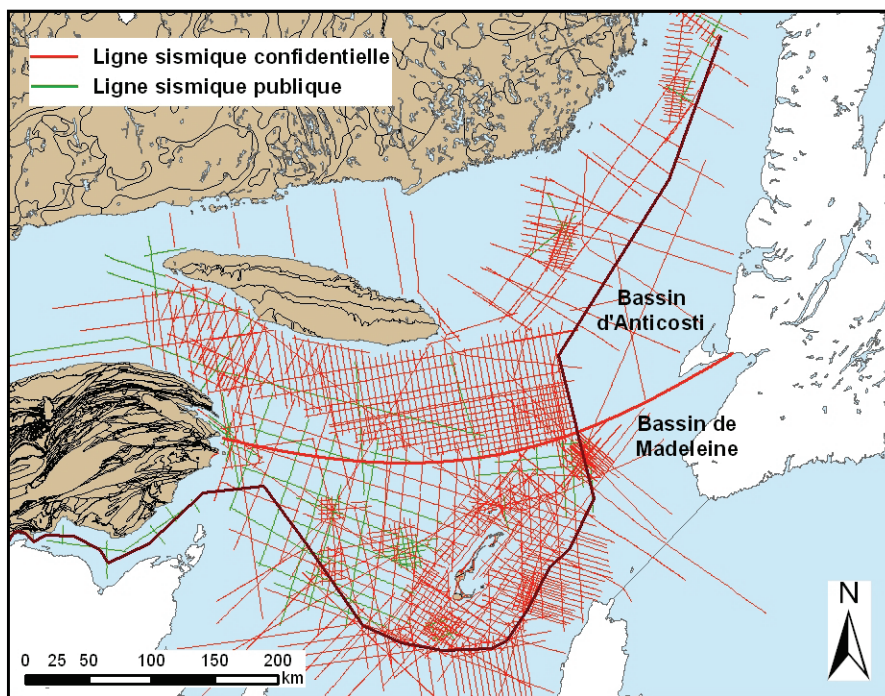 Ligne sismique confidentielle
Ligne sismique publique
Bassin
d'Anticosti
Bassin de
Madeleine
N
0 25 50 100 150 200
km